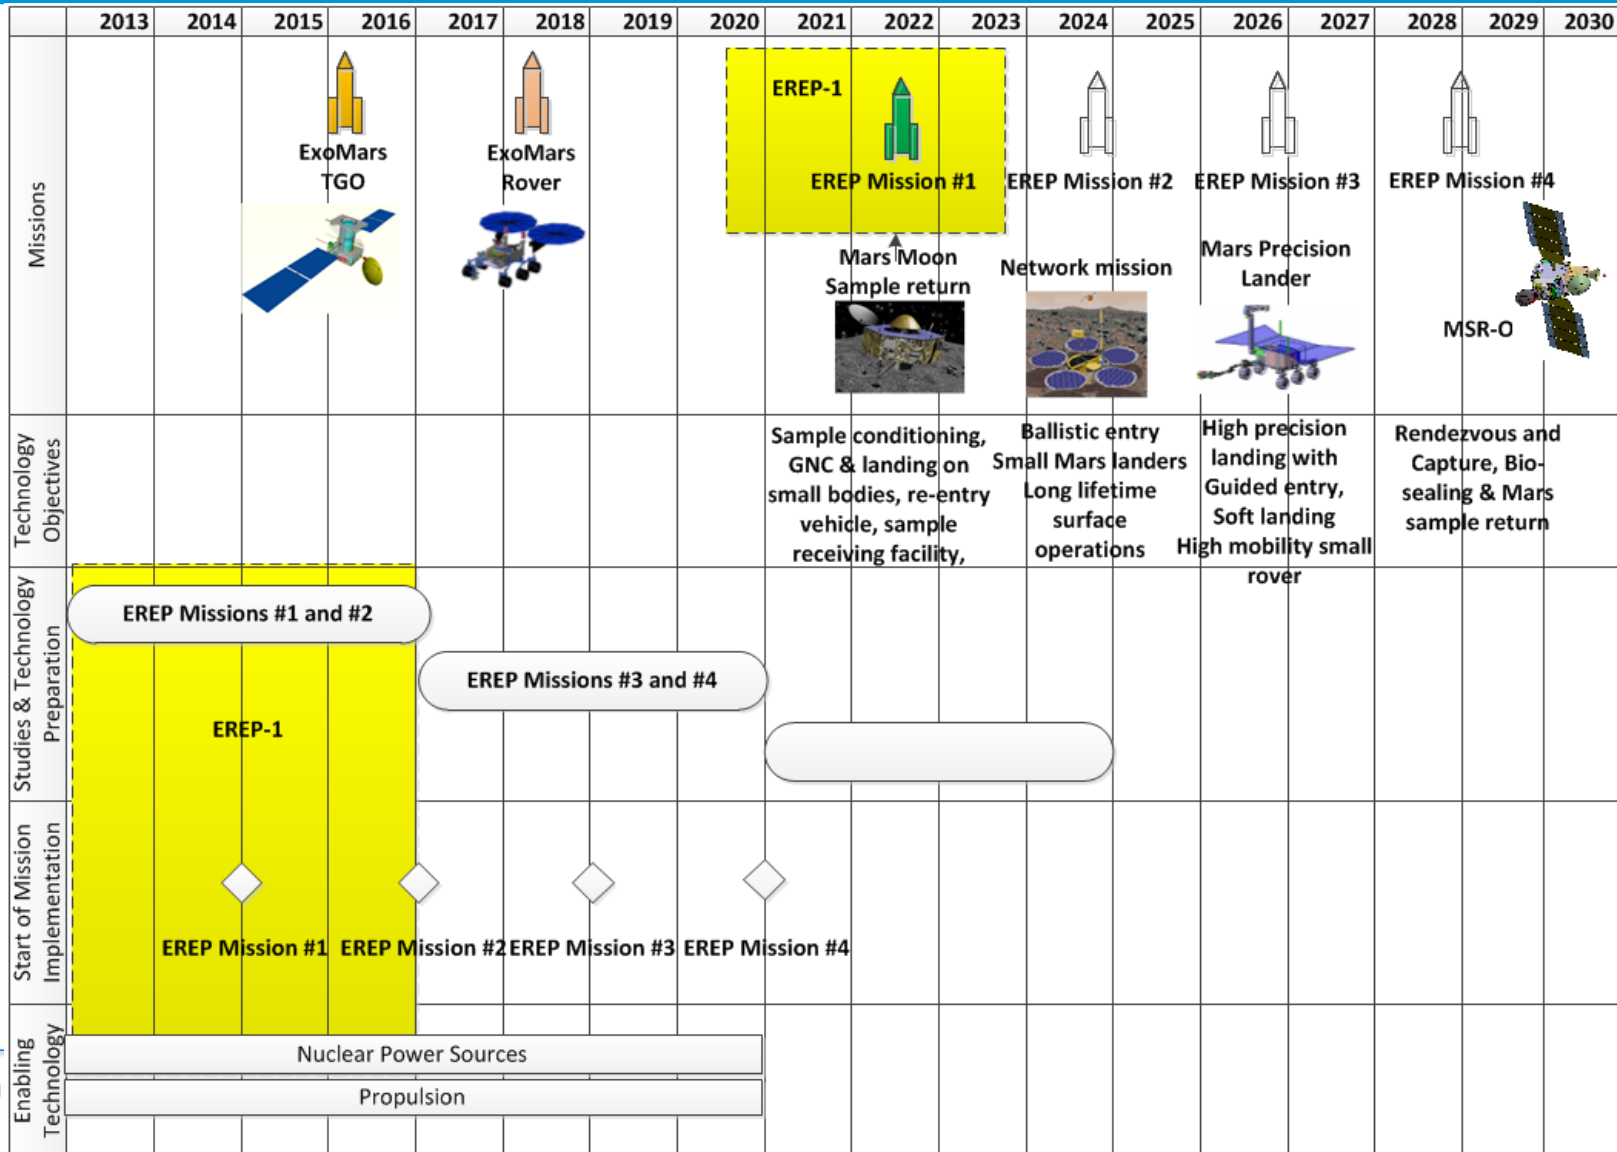 2013 2014 2015 2016 2017 2018 2019 2020 2021 2022 2023 2024 2025 2026 2027 2028 2029 2030
Missions
ExoMars
TGO
ExoMars
Rover
EREP-1
EREP Mission #1
Mars Moon
Sample return
EREP Mission #2
Network mission
EREP Mission #3
Mars Precision
Lander
EREP Mission #4
MSR-O
Technology
Objectives
Sample conditioning,
GNC & landing on
small bodies, re-entry
vehicle, sample
receiving facility,
Ballistic entry
Small Mars landers
Long lifetime
surface
operations
High precision
landing with
Guided entry,
Soft landing
High mobility small
rover
Rendezvous and
Capture, Bio-
sealing & Mars
sample return
Studies & Technology
Preparation
EREP Missions #1 and #2
EREP Missions #3 and #4
EREP-1
Start of Mission
Implementation
EREP Mission #1
EREP Mission #2
EREP Mission #3
EREP Mission #4
Enabling
Technology
Nuclear Power Sources
Propulsion